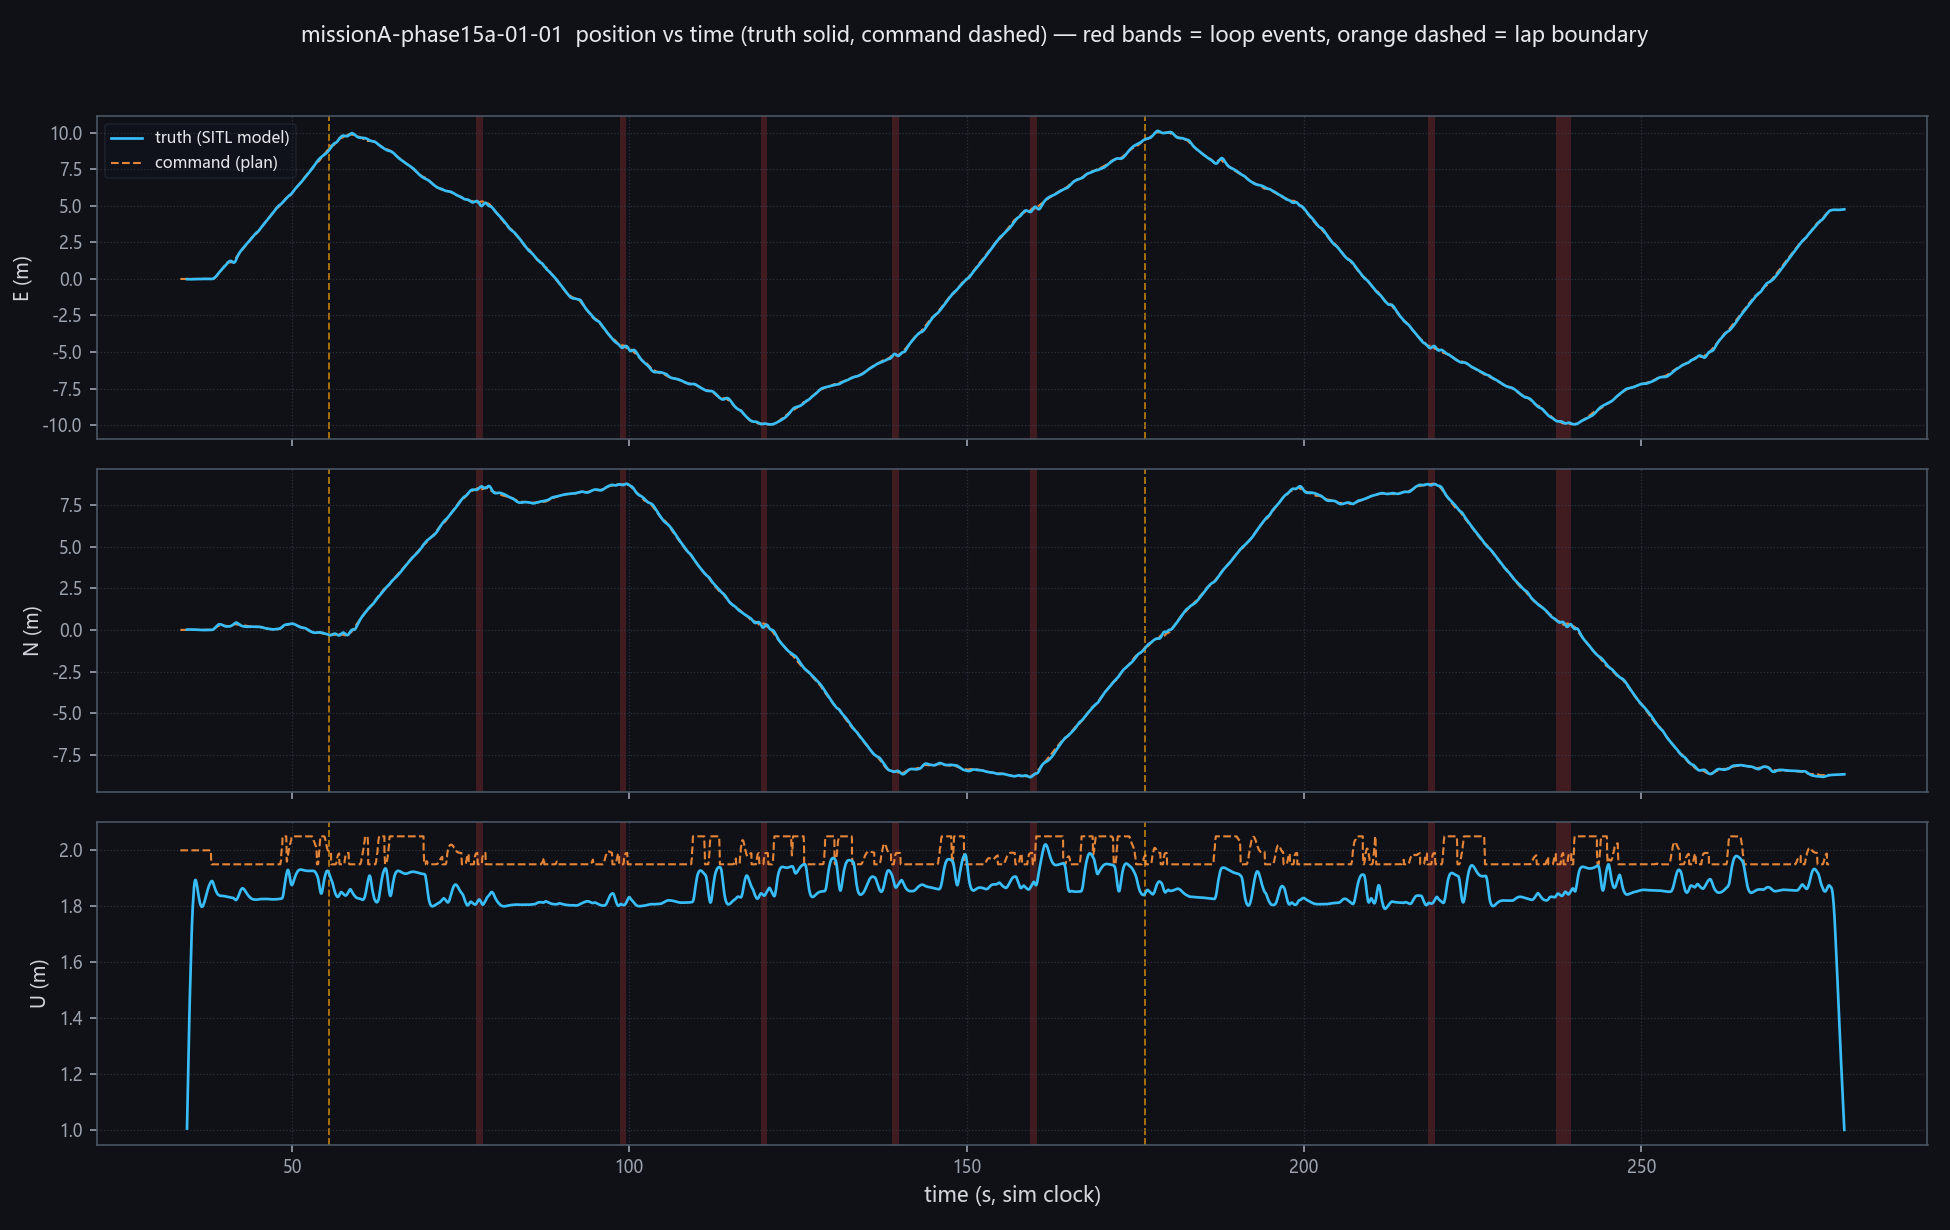 missionA-phase15a-01-01  position vs time (truth solid, command dashed) — red bands = loop events, orange dashed = lap boundary
truth (SITL model)
command (plan)
E (m)
10.0
7.5
5.0
2.5
0.0
-2.5
-5.0
-7.5
-10.0
N (m)
7.5
5.0
2.5
0.0
-2.5
-5.0
-7.5
U (m)
2.0
1.8
1.6
1.4
1.2
1.0
50 100 150 200 250
time (s, sim clock)